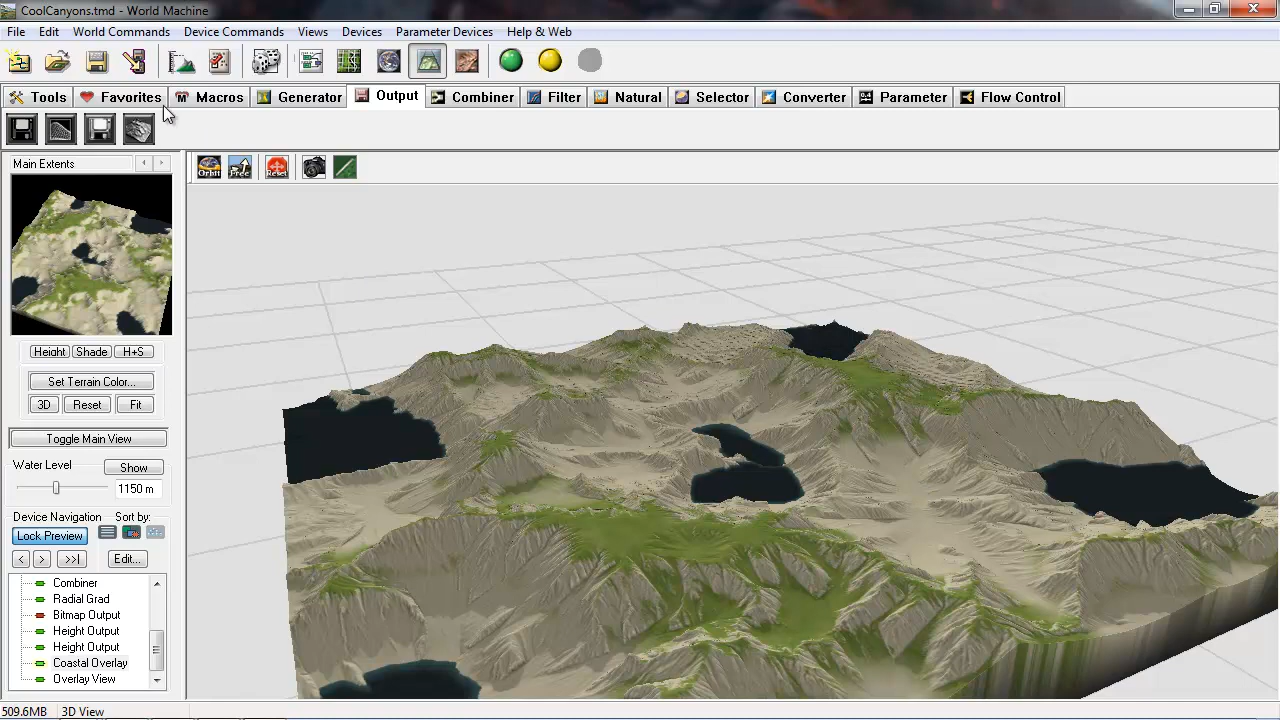 CoolCanyons.tmd - World Machine
File Edit World Commands Device Commands Views Devices Parameter Devices Help & Web
Tools Favorites Macros Generator Output Combiner Filter Natural Selector Converter Parameter Flow Control
Main Extents
Orbit Free Reset
Height Shade H+S
Set Terrain Color...
3D Reset Fit
Toggle Main View
Water Level Show
1150 m
Device Navigation Sort by:
Lock Preview
< > >>| Edit...
Combiner
Radial Grad
Bitmap Output
Height Output
Height Output
Coastal Overlay
Overlay View
509.6MB 3D View